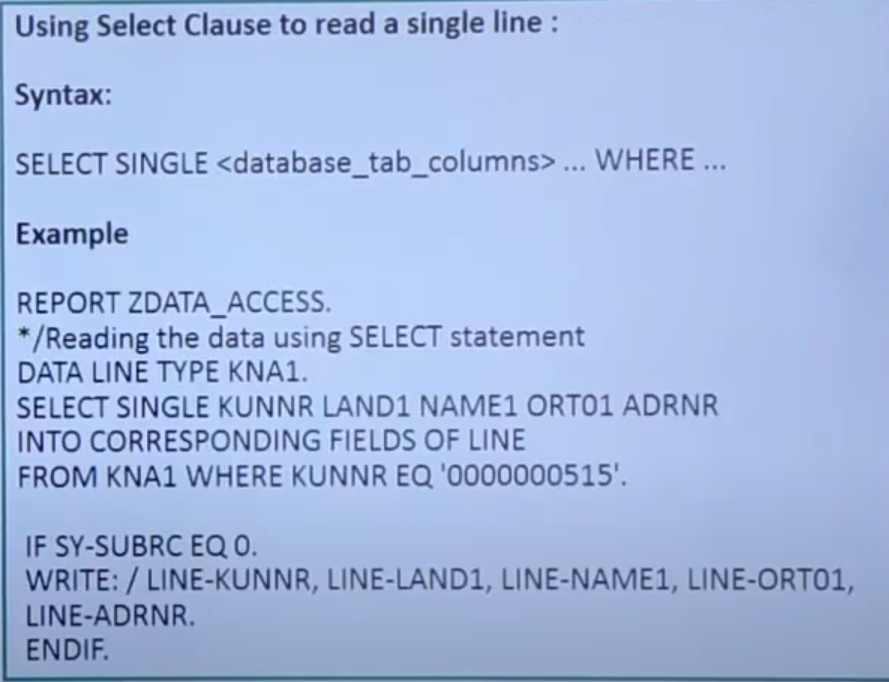 Using Select Clause to read a single line :
Syntax:
SELECT SINGLE <database_tab_columns> ... WHERE ...
Example
REPORT ZDATA_ACCESS.
*/Reading the data using SELECT statement
DATA LINE TYPE KNA1.
SELECT SINGLE KUNNR LAND1 NAME1 ORT01 ADRNR
INTO CORRESPONDING FIELDS OF LINE
FROM KNA1 WHERE KUNNR EQ '0000000515'.
IF SY-SUBRC EQ 0.
WRITE: / LINE-KUNNR, LINE-LAND1, LINE-NAME1, LINE-ORT01,
LINE-ADRNR.
ENDIF.